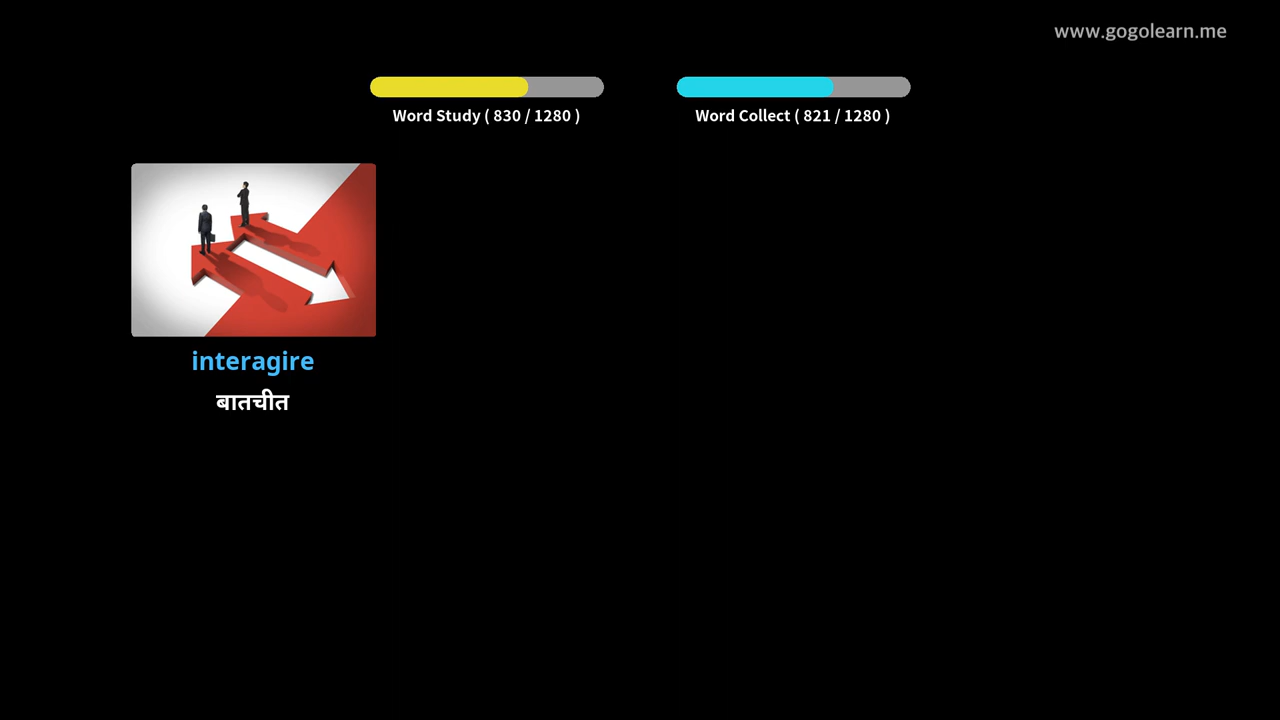 www.gogolearn.me
Word Study ( 830 / 1280 )
Word Collect ( 821 / 1280 )
interagire
बातचीत